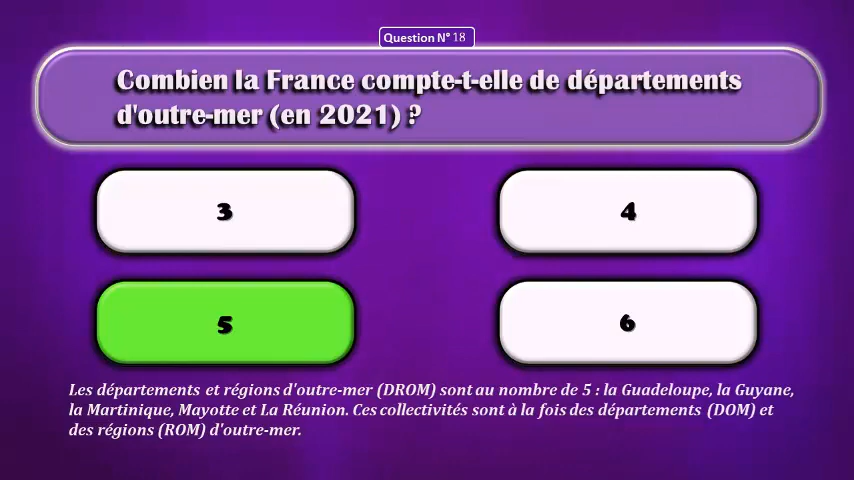 Question N° 18
Combien la France compte-t-elle de départements
d'outre-mer (en 2021) ?
3
4
5
6
Les départements et régions d'outre-mer (DROM) sont au nombre de 5 : la Guadeloupe, la Guyane,
la Martinique, Mayotte et La Réunion. Ces collectivités sont à la fois des départements (DOM) et
des régions (ROM) d'outre-mer.